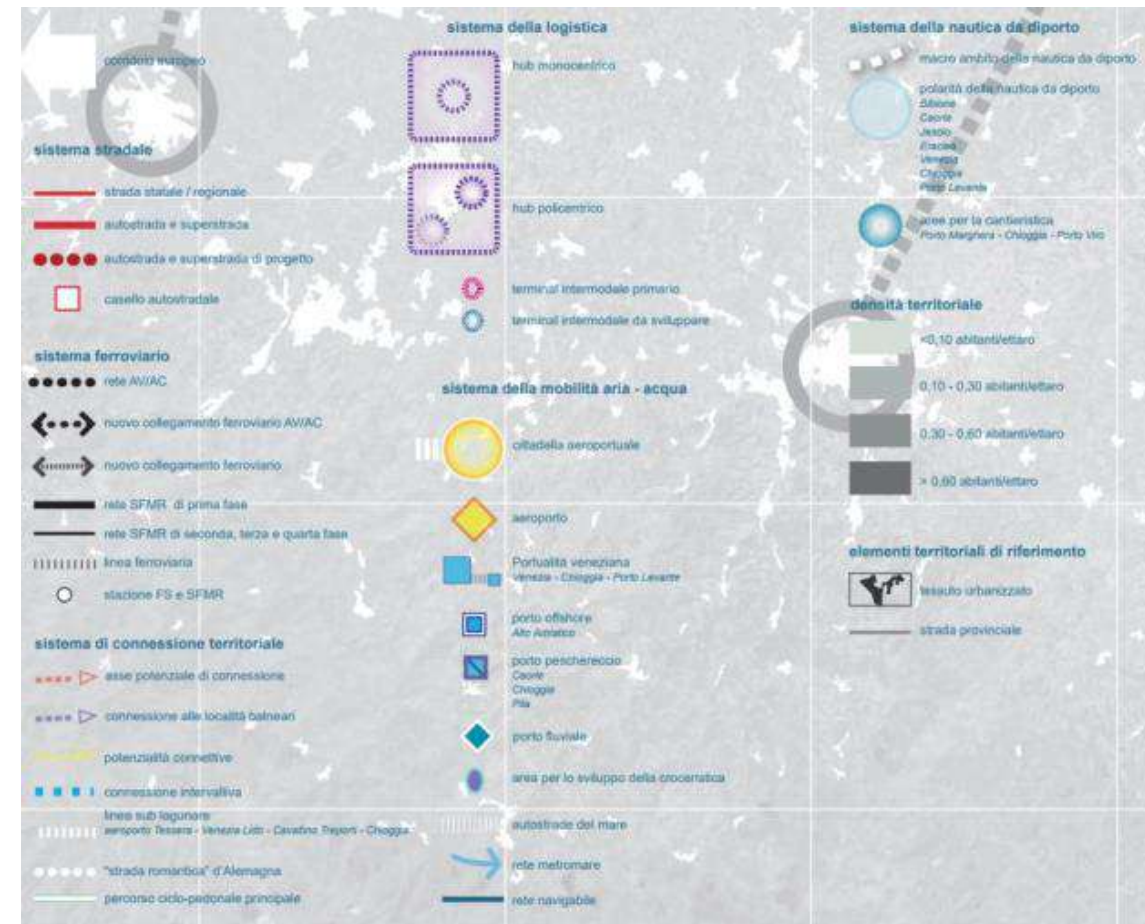 corridoio europeo
sistema stradale
strada statale / regionale
autostrada e superstrada
autostrada e superstrada di progetto
casello autostradale
sistema ferroviario
rete AV/AC
nuovo collegamento ferroviario AV/AC
nuovo collegamento ferroviario
rete SFMR di prima fase
rete SFMR di seconda, terza e quarta fase
linea ferroviaria
stazione FS e SFMR
sistema di connessione territoriale
asse potenziale di connessione
connessione alle località balneari
potenzialità connettive
connessione intervalliva
linea sub lagunare
aeroporto Tessera - Venezia Lido - Cavallino Treporti - Chioggia
"strada romantica" d'Alemagna
percorso ciclo-pedonale principale
sistema della logistica
hub monocentrico
hub policentrico
terminal intermodale primario
terminal intermodale da sviluppare
sistema della mobilità aria - acqua
cittadella aeroportuale
aeroporto
Portualità veneziana
Venezia - Chioggia - Porto Levante
porto offshore
Alto Adriatico
porto peschereccio
Caorle
Chioggia
Pila
porto fluviale
area per lo sviluppo della crocieristica
autostrade del mare
rete metromare
rete navigabile
sistema della nautica da diporto
macro ambito della nautica da diporto
polarità della nautica da diporto
Bibione
Caorle
Jesolo
Eraclea
Venezia
Chioggia
Porto Levante
aree per la cantieristica
Porto Marghera - Chioggia - Porto Viro
densità territoriale
<0,10 abitanti/ettaro
0,10 - 0,30 abitanti/ettaro
0,30 - 0,60 abitanti/ettaro
> 0,60 abitanti/ettaro
elementi territoriali di riferimento
tessuto urbanizzato
strada provinciale